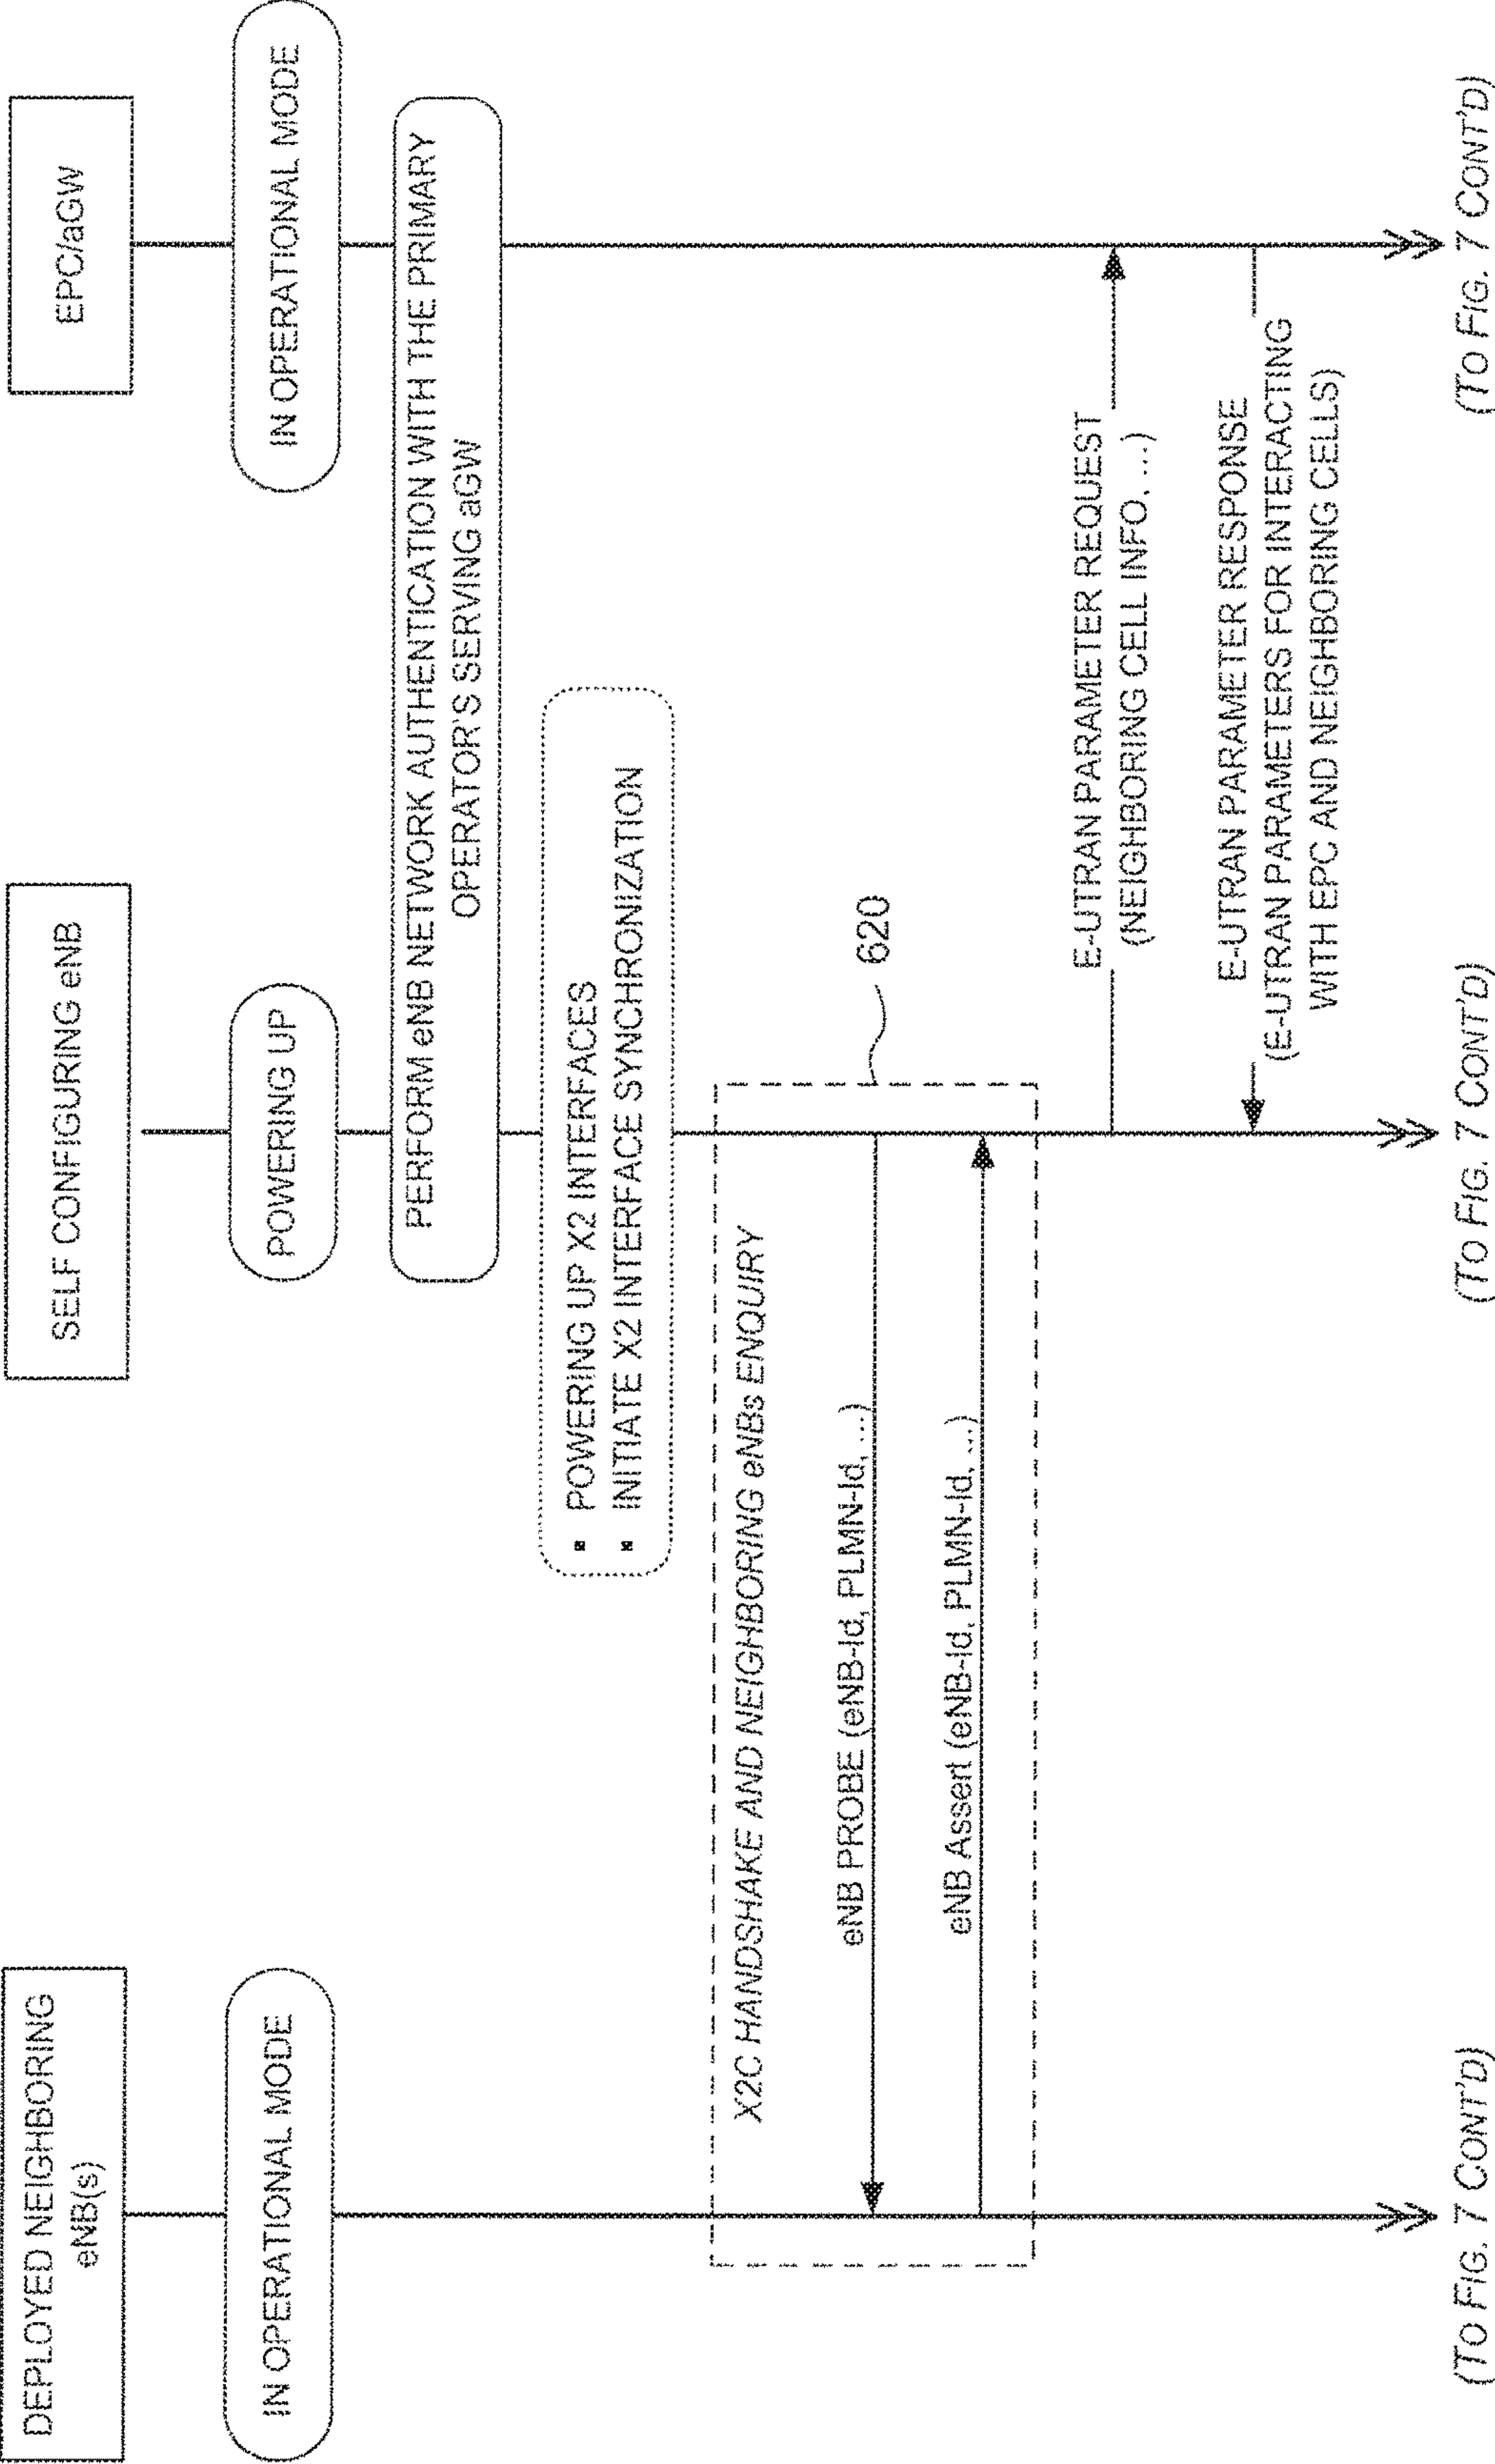 DEPLOYED NEIGHBORING
eNB(s)
SELF CONFIGURING eNB
EPC/aGW
IN OPERATIONAL MODE
POWERING UP
IN OPERATIONAL MODE
PERFORM eNB NETWORK AUTHENTICATION WITH THE PRIMARY
OPERATOR'S SERVING aGW
▪ POWERING UP X2 INTERFACES
▪ INITIATE X2 INTERFACE SYNCHRONIZATION
X2C HANDSHAKE AND NEIGHBORING eNBs ENQUIRY
620
eNB PROBE (eNB-Id, PLMN-Id, ...)
eNB Assert (eNB-Id, PLMN-Id, ...)
E-UTRAN PARAMETER REQUEST
(NEIGHBORING CELL INFO, ...)
E-UTRAN PARAMETER RESPONSE
(E-UTRAN PARAMETERS FOR INTERACTING
WITH EPC AND NEIGHBORING CELLS)
(TO FIG. 7 CONT'D)
(TO FIG. 7 CONT'D)
(TO FIG. 7 CONT'D)